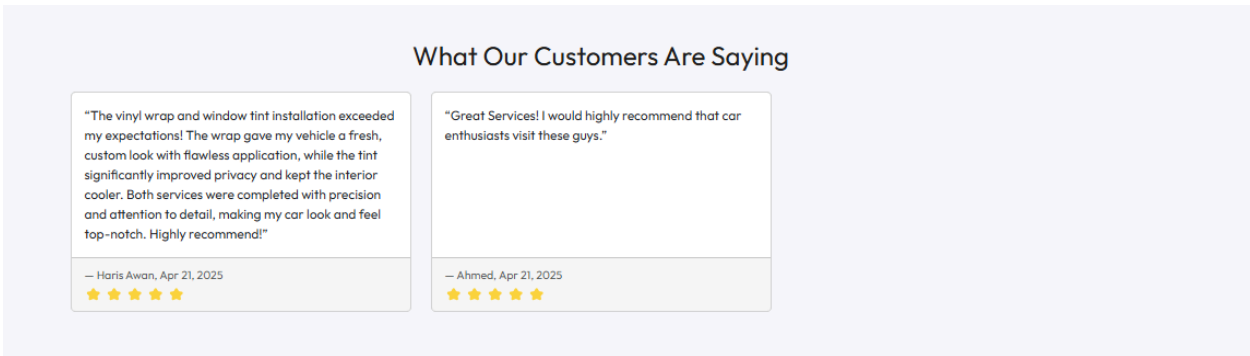 What Our Customers Are Saying
“The vinyl wrap and window tint installation exceeded
my expectations! The wrap gave my vehicle a fresh,
custom look with flawless application, while the tint
significantly improved privacy and kept the interior
cooler. Both services were completed with precision
and attention to detail, making my car look and feel
top-notch. Highly recommend!”
— Haris Awan, Apr 21, 2025
“Great Services! I would highly recommend that car
enthusiasts visit these guys.”
— Ahmed, Apr 21, 2025